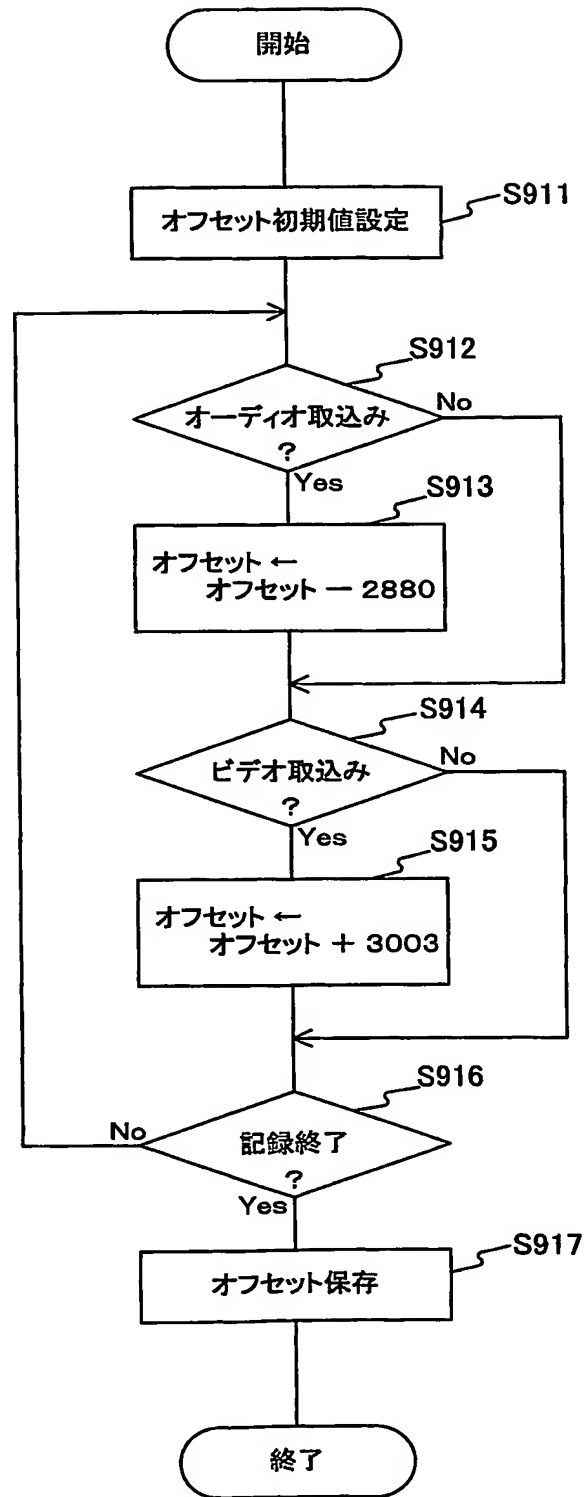 開始
S911
オフセット初期値設定
S912
オーディオ取込み
?
No
Yes
S913
オフセット ←
オフセット － 2880
S914
ビデオ取込み
?
No
Yes
S915
オフセット ←
オフセット ＋ 3003
S916
記録終了
?
No
Yes
S917
オフセット保存
終了